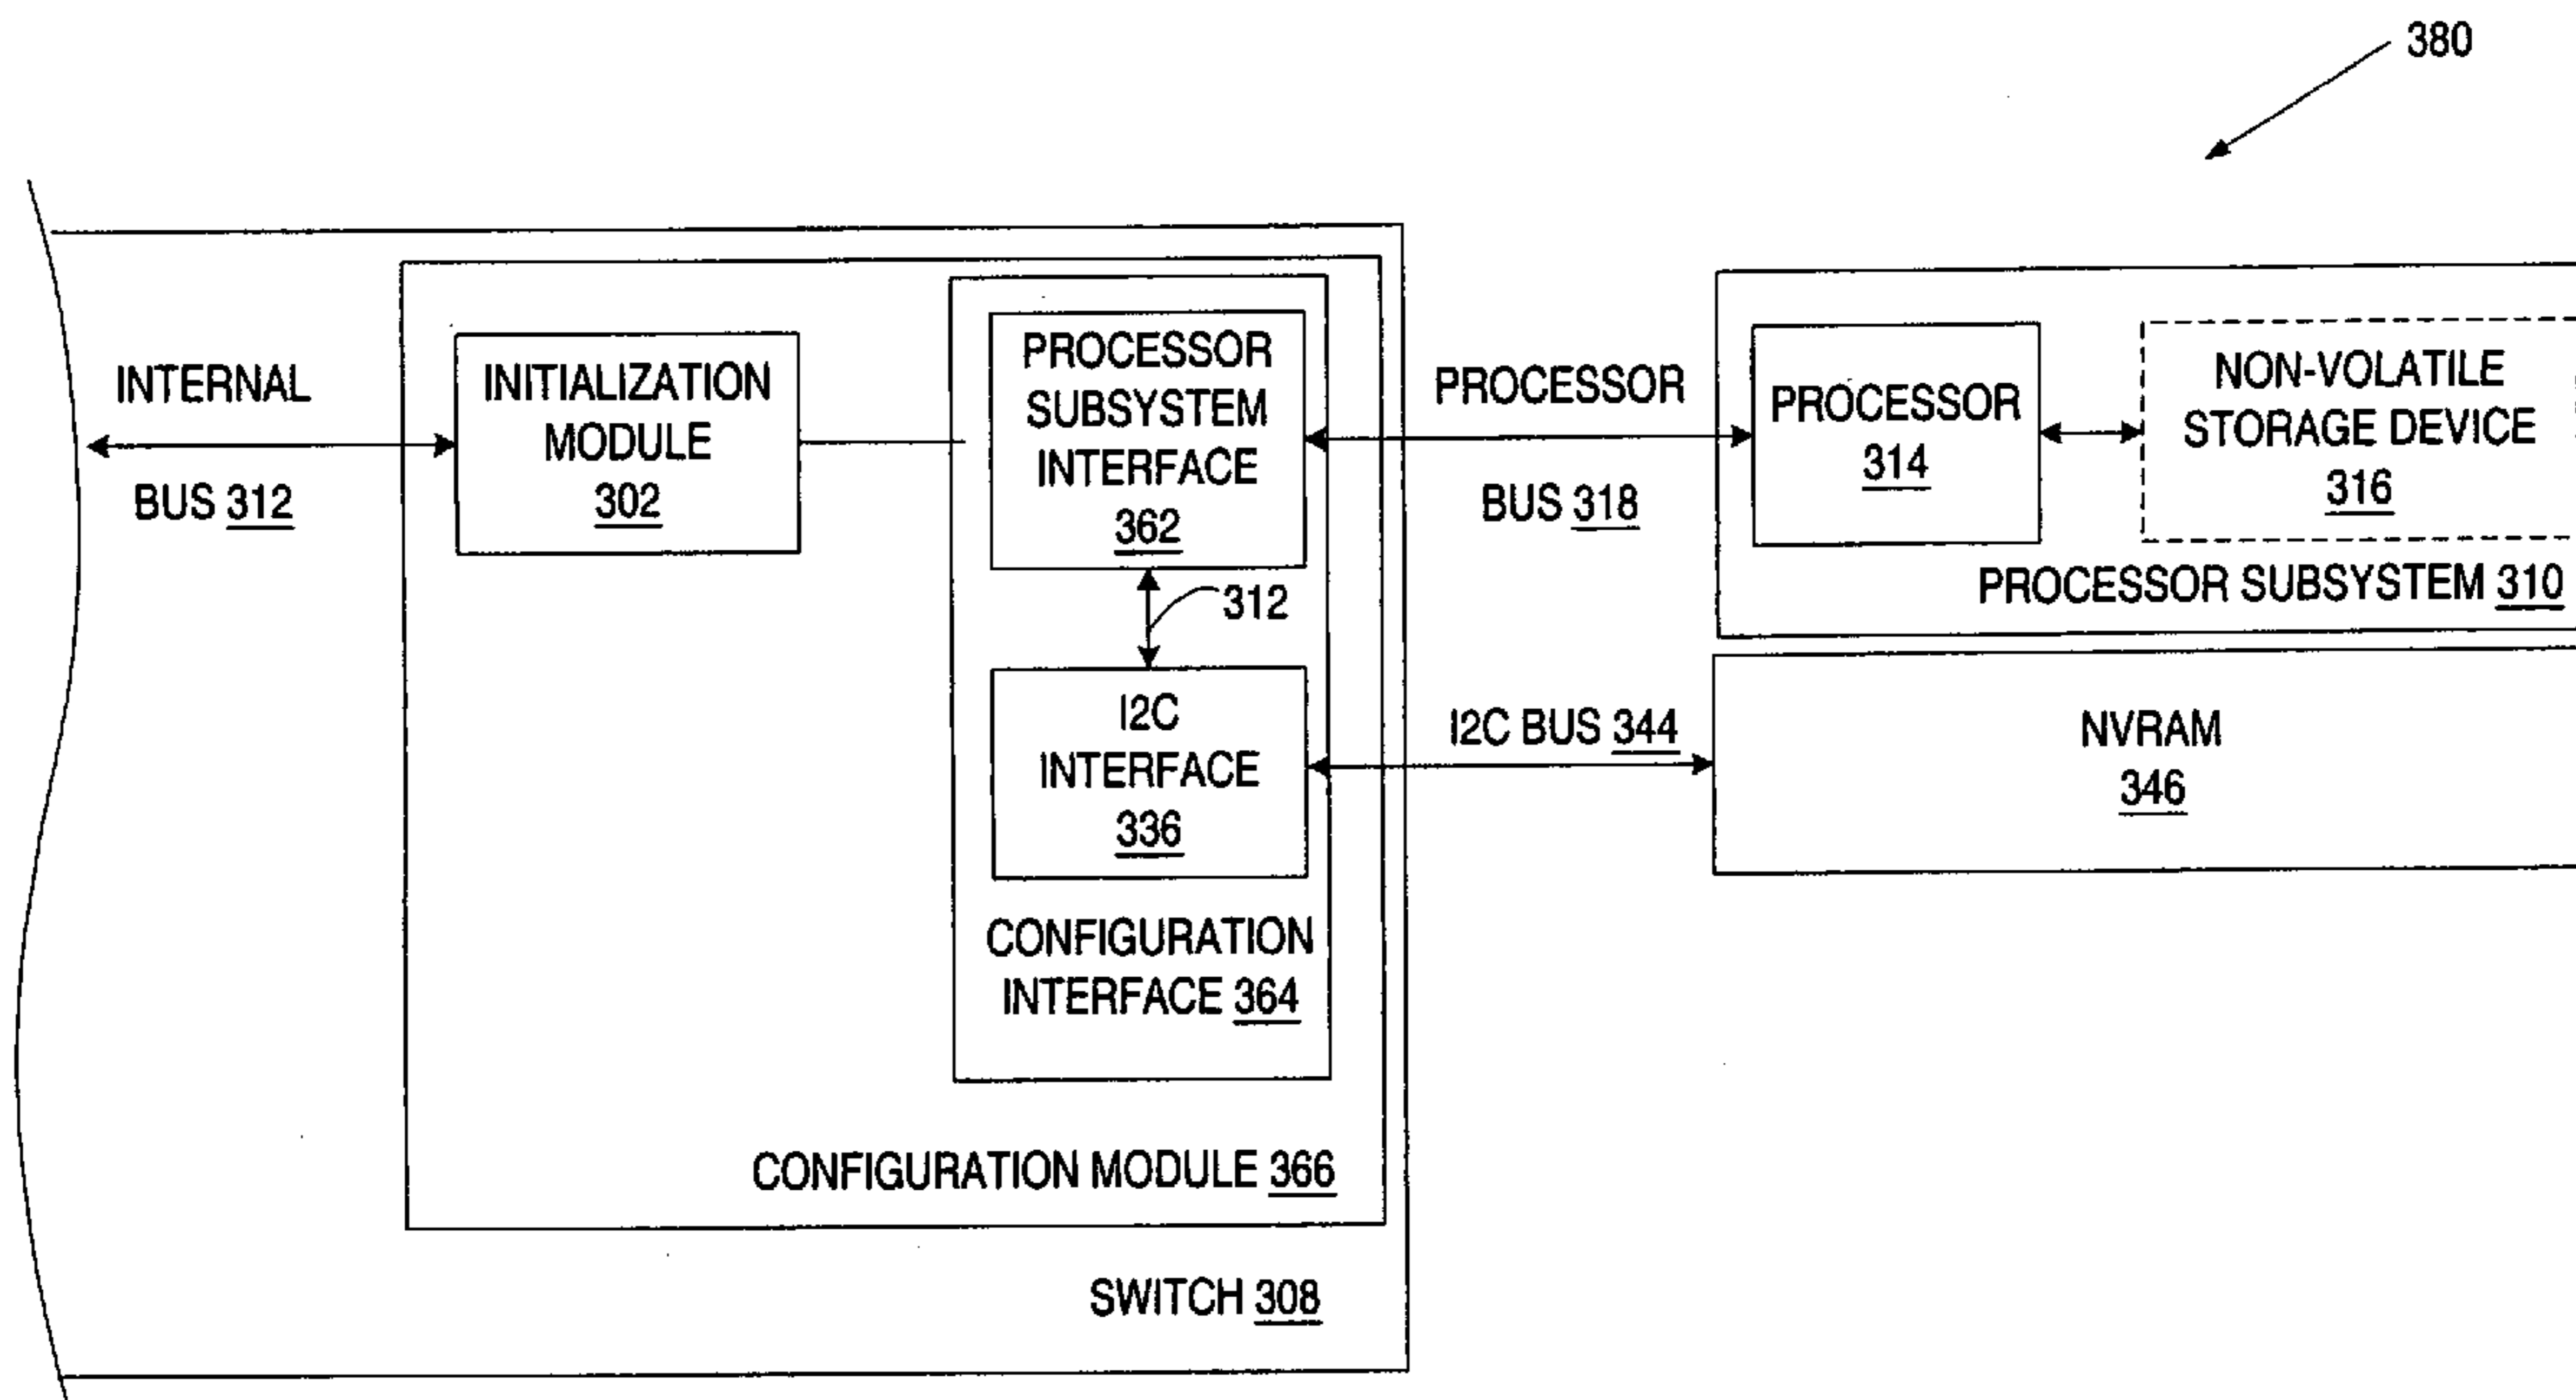 380
INTERNAL
BUS 312
INITIALIZATION
MODULE
302
PROCESSOR
SUBSYSTEM
INTERFACE
362
312
I2C
INTERFACE
336
CONFIGURATION
INTERFACE 364
CONFIGURATION MODULE 366
SWITCH 308
PROCESSOR
BUS 318
I2C BUS 344
PROCESSOR
314
NON-VOLATILE
STORAGE DEVICE
316
PROCESSOR SUBSYSTEM 310
NVRAM
346